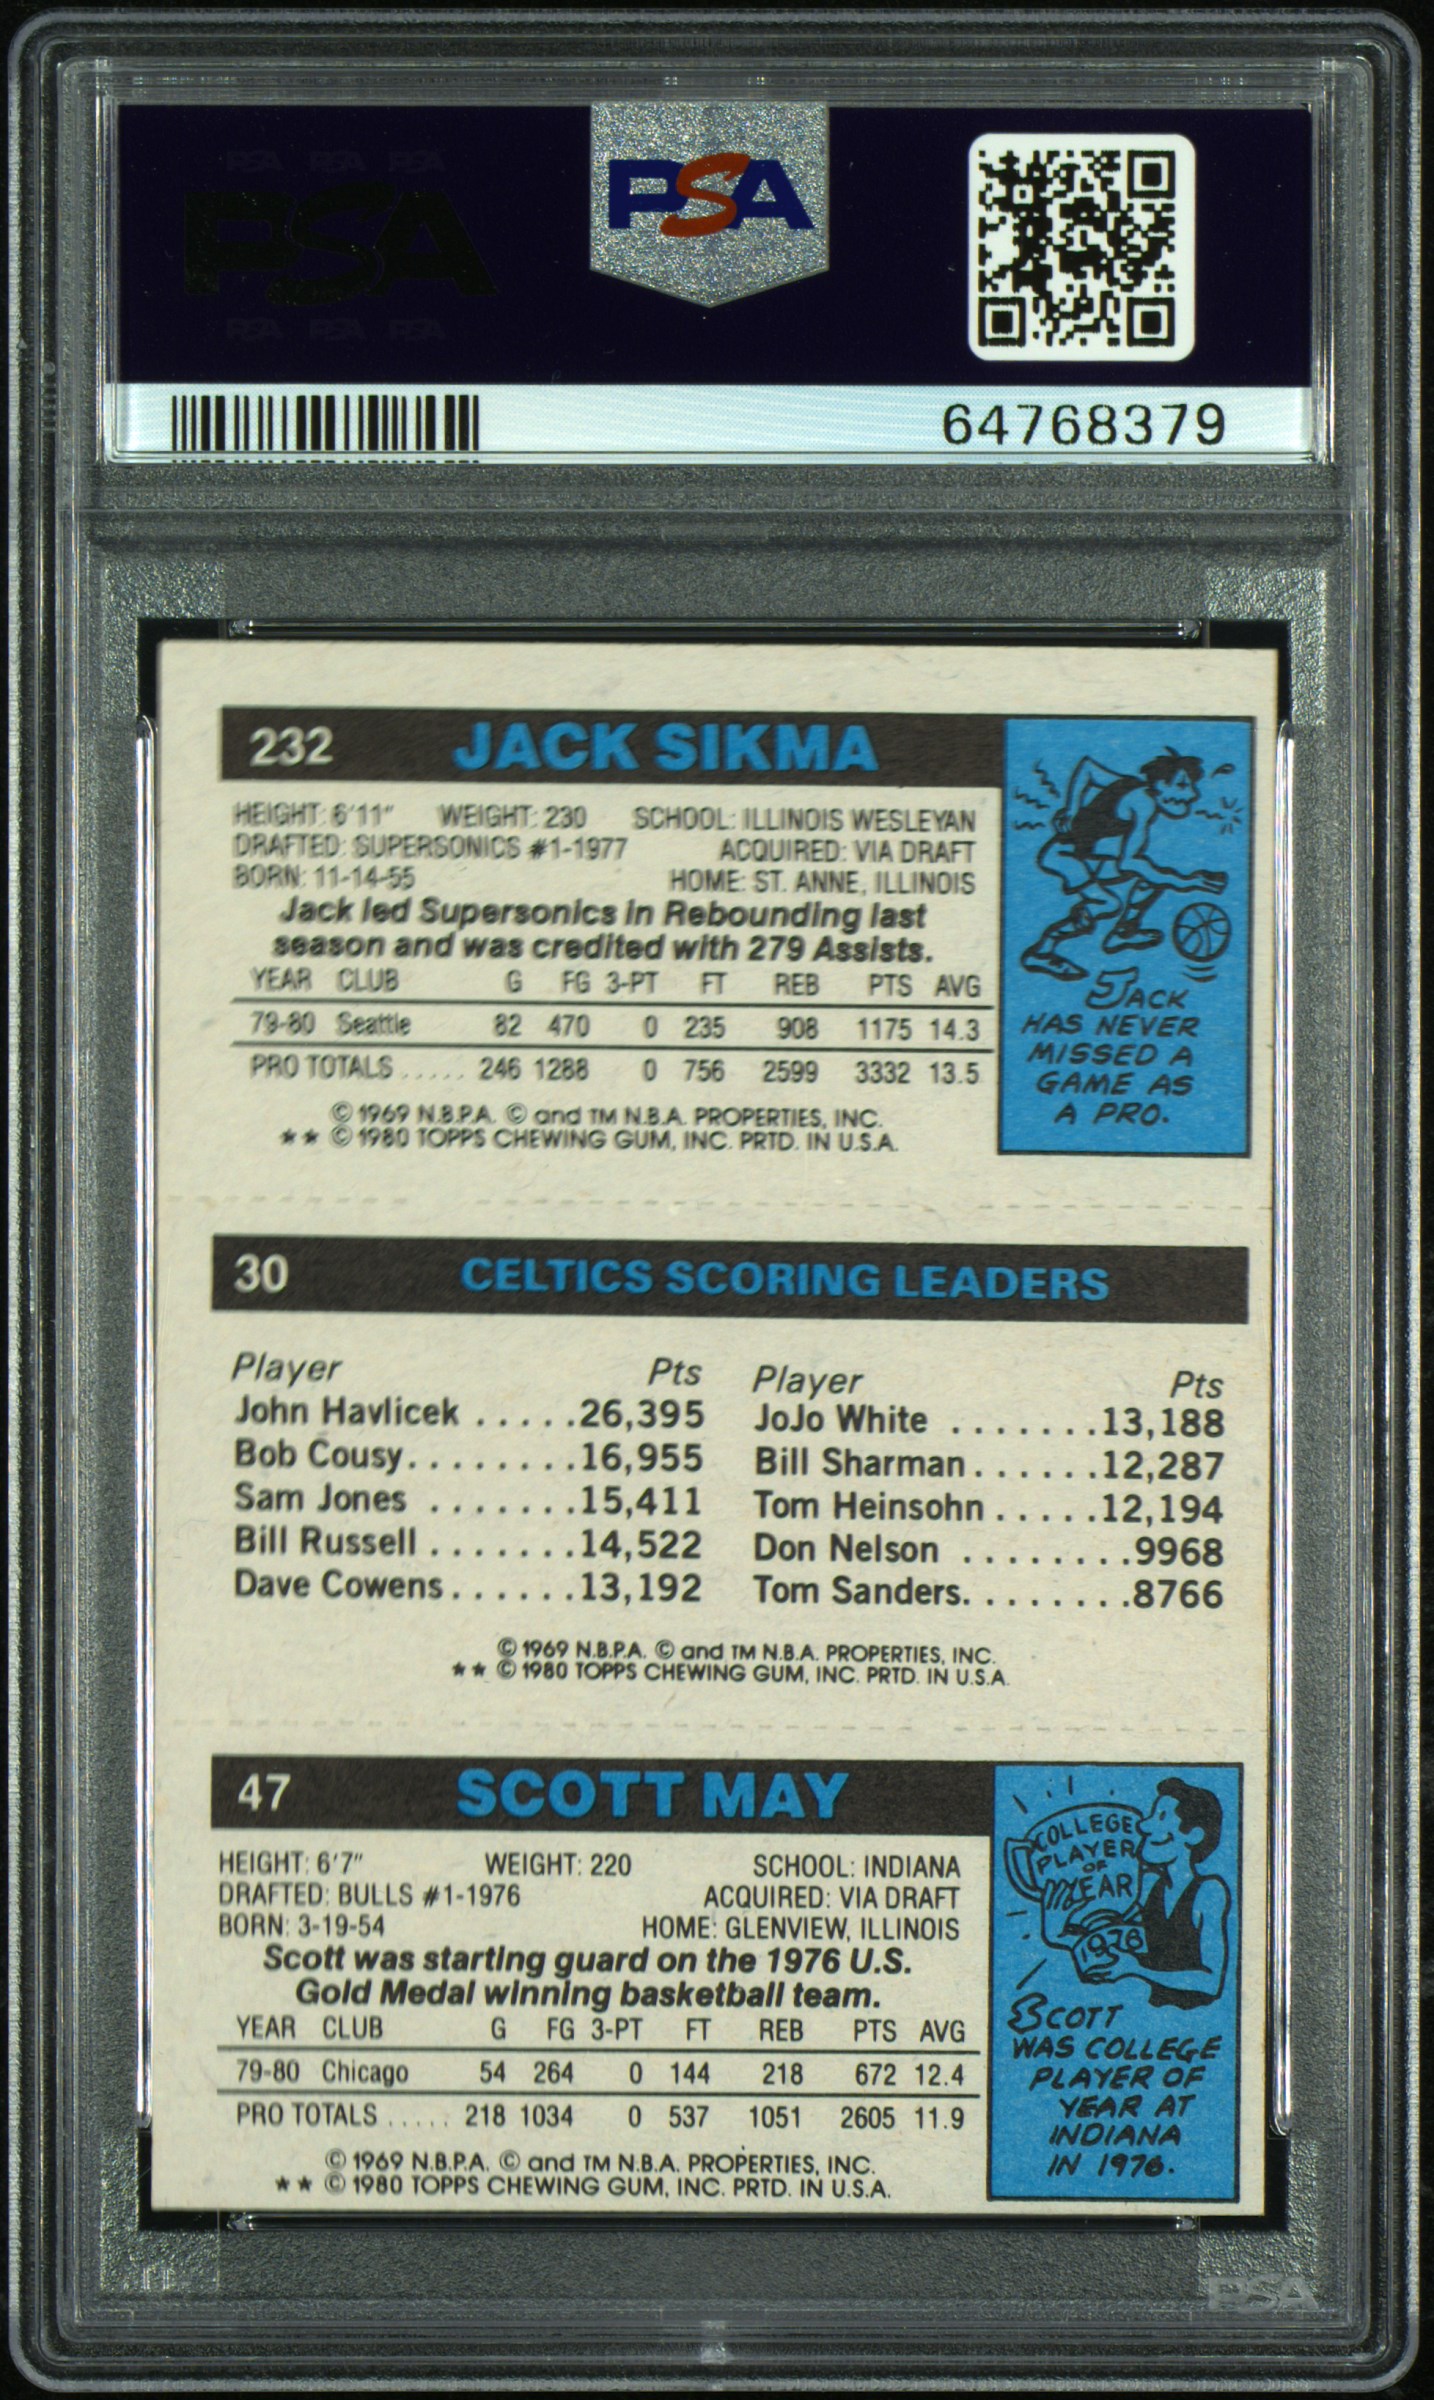 PSA PSA PSA
PSA
PSA PSA PSA
PSA
64768379
232 JACK SIKMA
HEIGHT: 6'11" WEIGHT: 230 SCHOOL: ILLINOIS WESLEYAN
DRAFTED: SUPERSONICS #1-1977 ACQUIRED: VIA DRAFT
BORN: 11-14-55 HOME: ST. ANNE, ILLINOIS
Jack led Supersonics in Rebounding last
season and was credited with 279 Assists.
YEAR CLUB G FG 3-PT FT REB PTS AVG
79-80 Seattle 82 470 0 235 908 1175 14.3
PRO TOTALS ..... 246 1288 0 756 2599 3332 13.5
© 1969 N.B.P.A. © and TM N.B.A. PROPERTIES, INC.
★★ © 1980 TOPPS CHEWING GUM, INC. PRTD. IN U.S.A.
JACK
HAS NEVER
MISSED A
GAME AS
A PRO.
30 CELTICS SCORING LEADERS
Player Pts Player Pts
John Havlicek .....26,395 JoJo White .......13,188
Bob Cousy........16,955 Bill Sharman......12,287
Sam Jones .......15,411 Tom Heinsohn.....12,194
Bill Russell .......14,522 Don Nelson ........9968
Dave Cowens......13,192 Tom Sanders........8766
© 1969 N.B.P.A. © and TM N.B.A. PROPERTIES, INC.
★★ © 1980 TOPPS CHEWING GUM, INC. PRTD. IN U.S.A.
47 SCOTT MAY
HEIGHT: 6'7" WEIGHT: 220 SCHOOL: INDIANA
DRAFTED: BULLS #1-1976 ACQUIRED: VIA DRAFT
BORN: 3-19-54 HOME: GLENVIEW, ILLINOIS
Scott was starting guard on the 1976 U.S.
Gold Medal winning basketball team.
YEAR CLUB G FG 3-PT FT REB PTS AVG
79-80 Chicago 54 264 0 144 218 672 12.4
PRO TOTALS ..... 218 1034 0 537 1051 2605 11.9
© 1969 N.B.P.A. © and TM N.B.A. PROPERTIES, INC.
★★ © 1980 TOPPS CHEWING GUM, INC. PRTD. IN U.S.A.
COLLEGE
PLAYER
OF
YEAR
1976
SCOTT
WAS COLLEGE
PLAYER OF
YEAR AT
INDIANA
IN 1976.
PSA